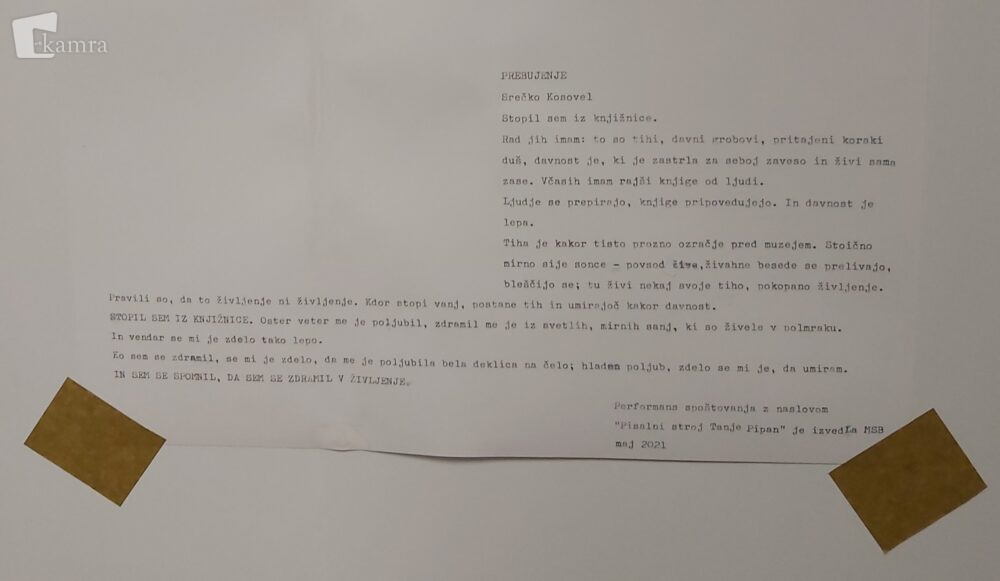 kamra
PREBUJENJE
Srečko Kosovel
Stopil sem iz knjižnice.
Rad jih imam: to so tihi, davni grobovi, pritajeni koraki
duš, davnost je, ki je zastrla za seboj zaveso in živi sama
zase. Včasih imam rajši knjige od ljudi.
Ljudje se prepirajo, knjige pripovedujejo. In davnost je
lepa.
Tiha je kakor tisto prozno ozračje pred muzejem. Stoično
mirno sije sonce - povsod žive,živahne besede se prelivajo,
bleščijo se; tu živi nekaj svoje tiho, pokopano življenje.
Pravili so, da to življenje ni življenje. Kdor stopi vanj, postane tih in umirajoč kakor davnost.
STOPIL SEM IZ KNJIŽNICE. Oster veter me je poljubil, zdramil me je iz svetlih, mirnih sanj, ki so živele v polmraku.
In vendar se mi je zdelo tako lepo.
Ko sem se zdramil, se mi je zdelo, da me je poljubila bela deklica na čelo; hladen poljub, zdelo se mi je, da umiram.
IN SEM SE SPOMNIL, DA SEM SE ZDRAMIL V ŽIVLJENJE.
Performans spoštovanja z naslovom
"Pisalni stroj Tanje Pipan" je izvedla MSB
maj 2021